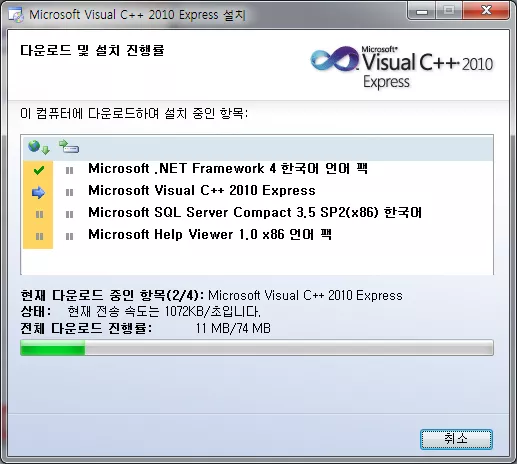 Microsoft Visual C++ 2010 Express 설치
다운로드 및 설치 진행률
Microsoft®
Visual C++ 2010
Express
이 컴퓨터에 다운로드하여 설치 중인 항목:
Microsoft .NET Framework 4 한국어 언어 팩
Microsoft Visual C++ 2010 Express
Microsoft SQL Server Compact 3.5 SP2(x86) 한국어
Microsoft Help Viewer 1.0 x86 언어 팩
현재 다운로드 중인 항목(2/4): Microsoft Visual C++ 2010 Express
상태: 현재 전송 속도는 1072KB/초입니다.
전체 다운로드 진행률: 11 MB/74 MB
취소